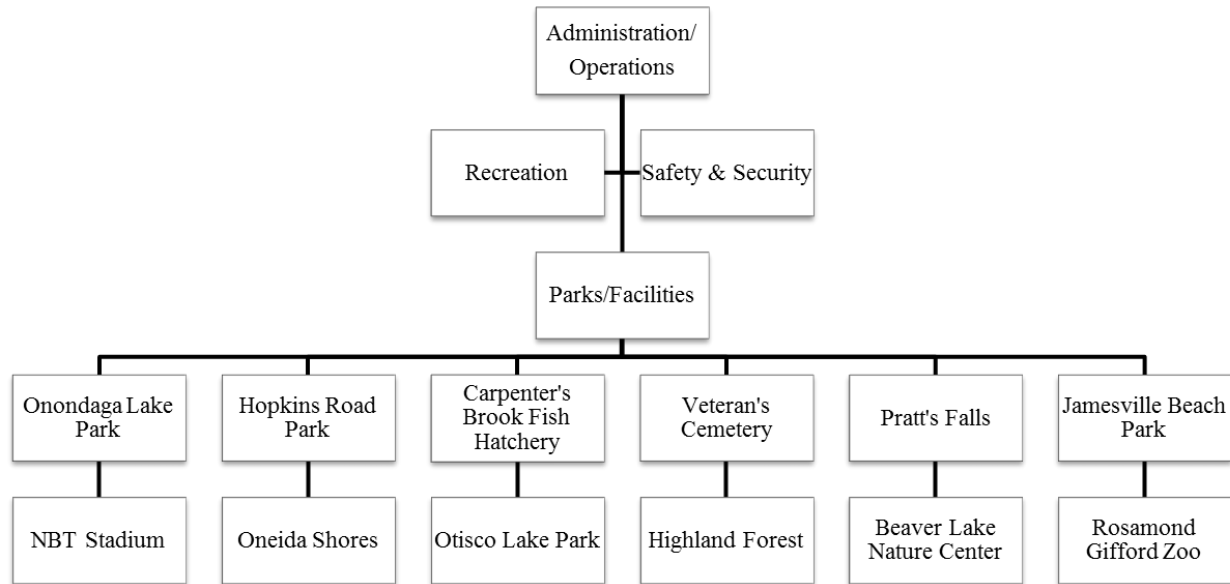 Administration/
Operations
Recreation
Safety & Security
Parks/Facilities
Onondaga Lake
Park
Hopkins Road
Park
Carpenter's
Brook Fish
Hatchery
Veteran's
Cemetery
Pratt's Falls
Jamesville Beach
Park
NBT Stadium
Oneida Shores
Otisco Lake Park
Highland Forest
Beaver Lake
Nature Center
Rosamond
Gifford Zoo